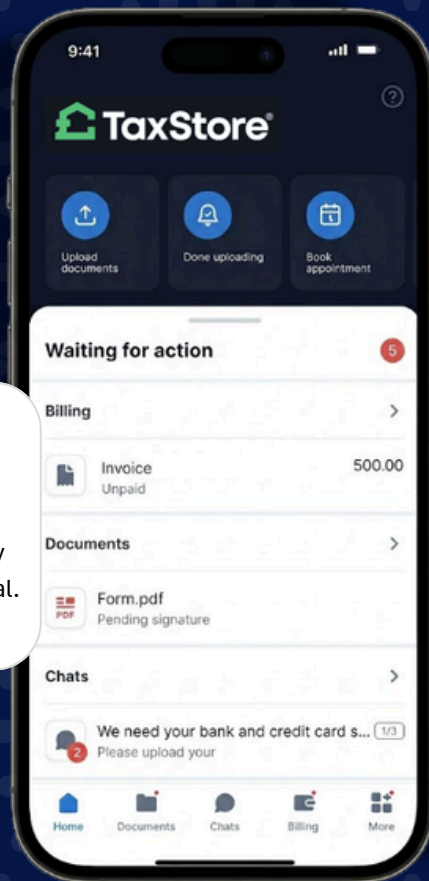 9:41
TaxStore®
Upload
documents
Done uploading
Book
appointment
Waiting for action
5
Billing
Invoice
500.00
Unpaid
y
Documents
al.
Form.pdf
PDF
Pending signature
Chats
We need your bank and credit card s... 1/3
2
Please upload your
Home
Documents
Chats
Billing
More